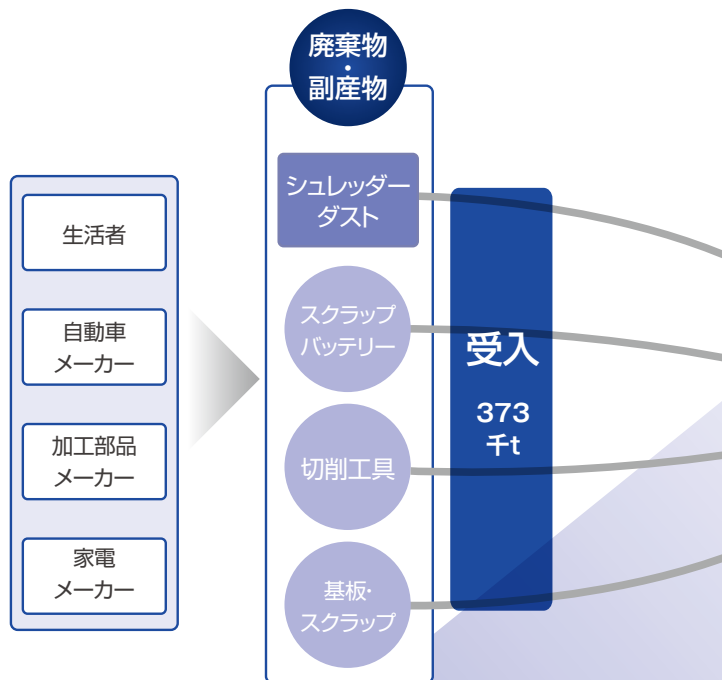 廃棄物
・
副産物
生活者
自動車
メーカー
加工部品
メーカー
家電
メーカー
シュレッダー
ダスト
スクラップ
バッテリー
切削工具
基板・
スクラップ
受入
373
千t